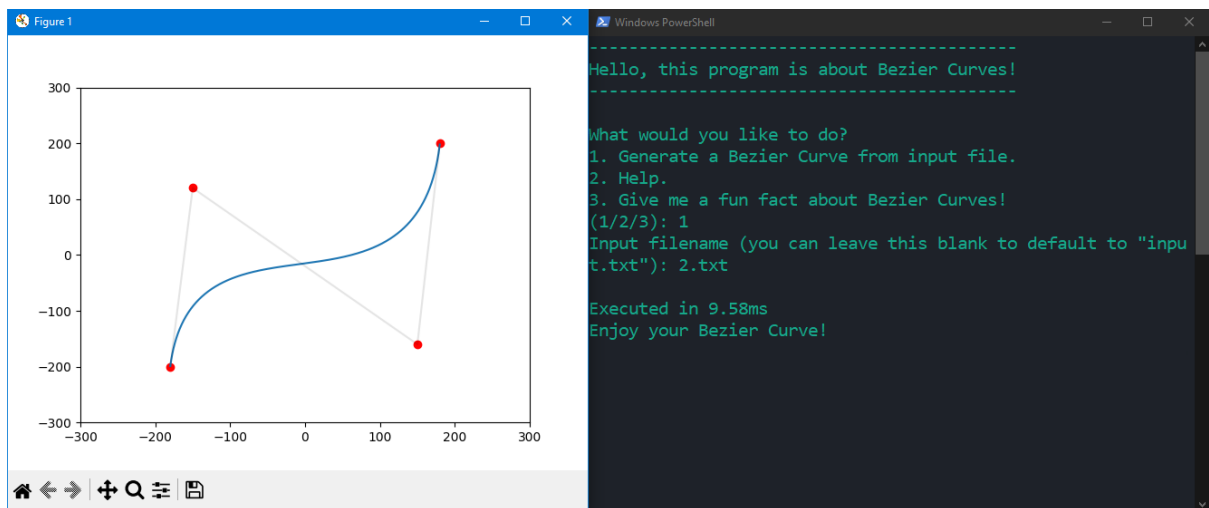 Figure 1
300
200
100
0
−100
−200
−300
−300 −200 −100 0 100 200 300
Windows PowerShell
------------------------------------------
Hello, this program is about Bezier Curves!
------------------------------------------
What would you like to do?
1. Generate a Bezier Curve from input file.
2. Help.
3. Give me a fun fact about Bezier Curves!
(1/2/3): 1
Input filename (you can leave this blank to default to "inpu
t.txt"): 2.txt
Executed in 9.58ms
Enjoy your Bezier Curve!